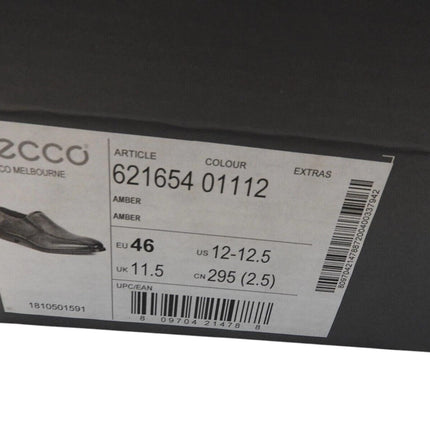 ecco
CO MELBOURNE
ARTICLE COLOUR EXTRAS
621654 01112
AMBER
AMBER
EU 46 US 12-12.5
UK 11.5 CN 295 (2.5)
UPC/EAN
8 09704 21478 8
1810501591